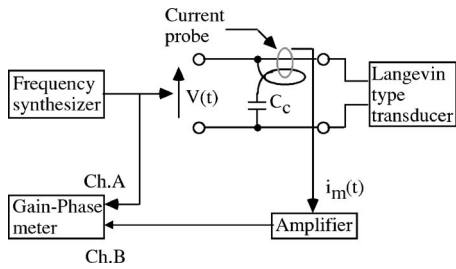 Current
probe
Frequency
synthesizer
V(t)
C_c
Langevin
type
transducer
Ch.A
i_m(t)
Gain-Phase
meter
Amplifier
Ch.B